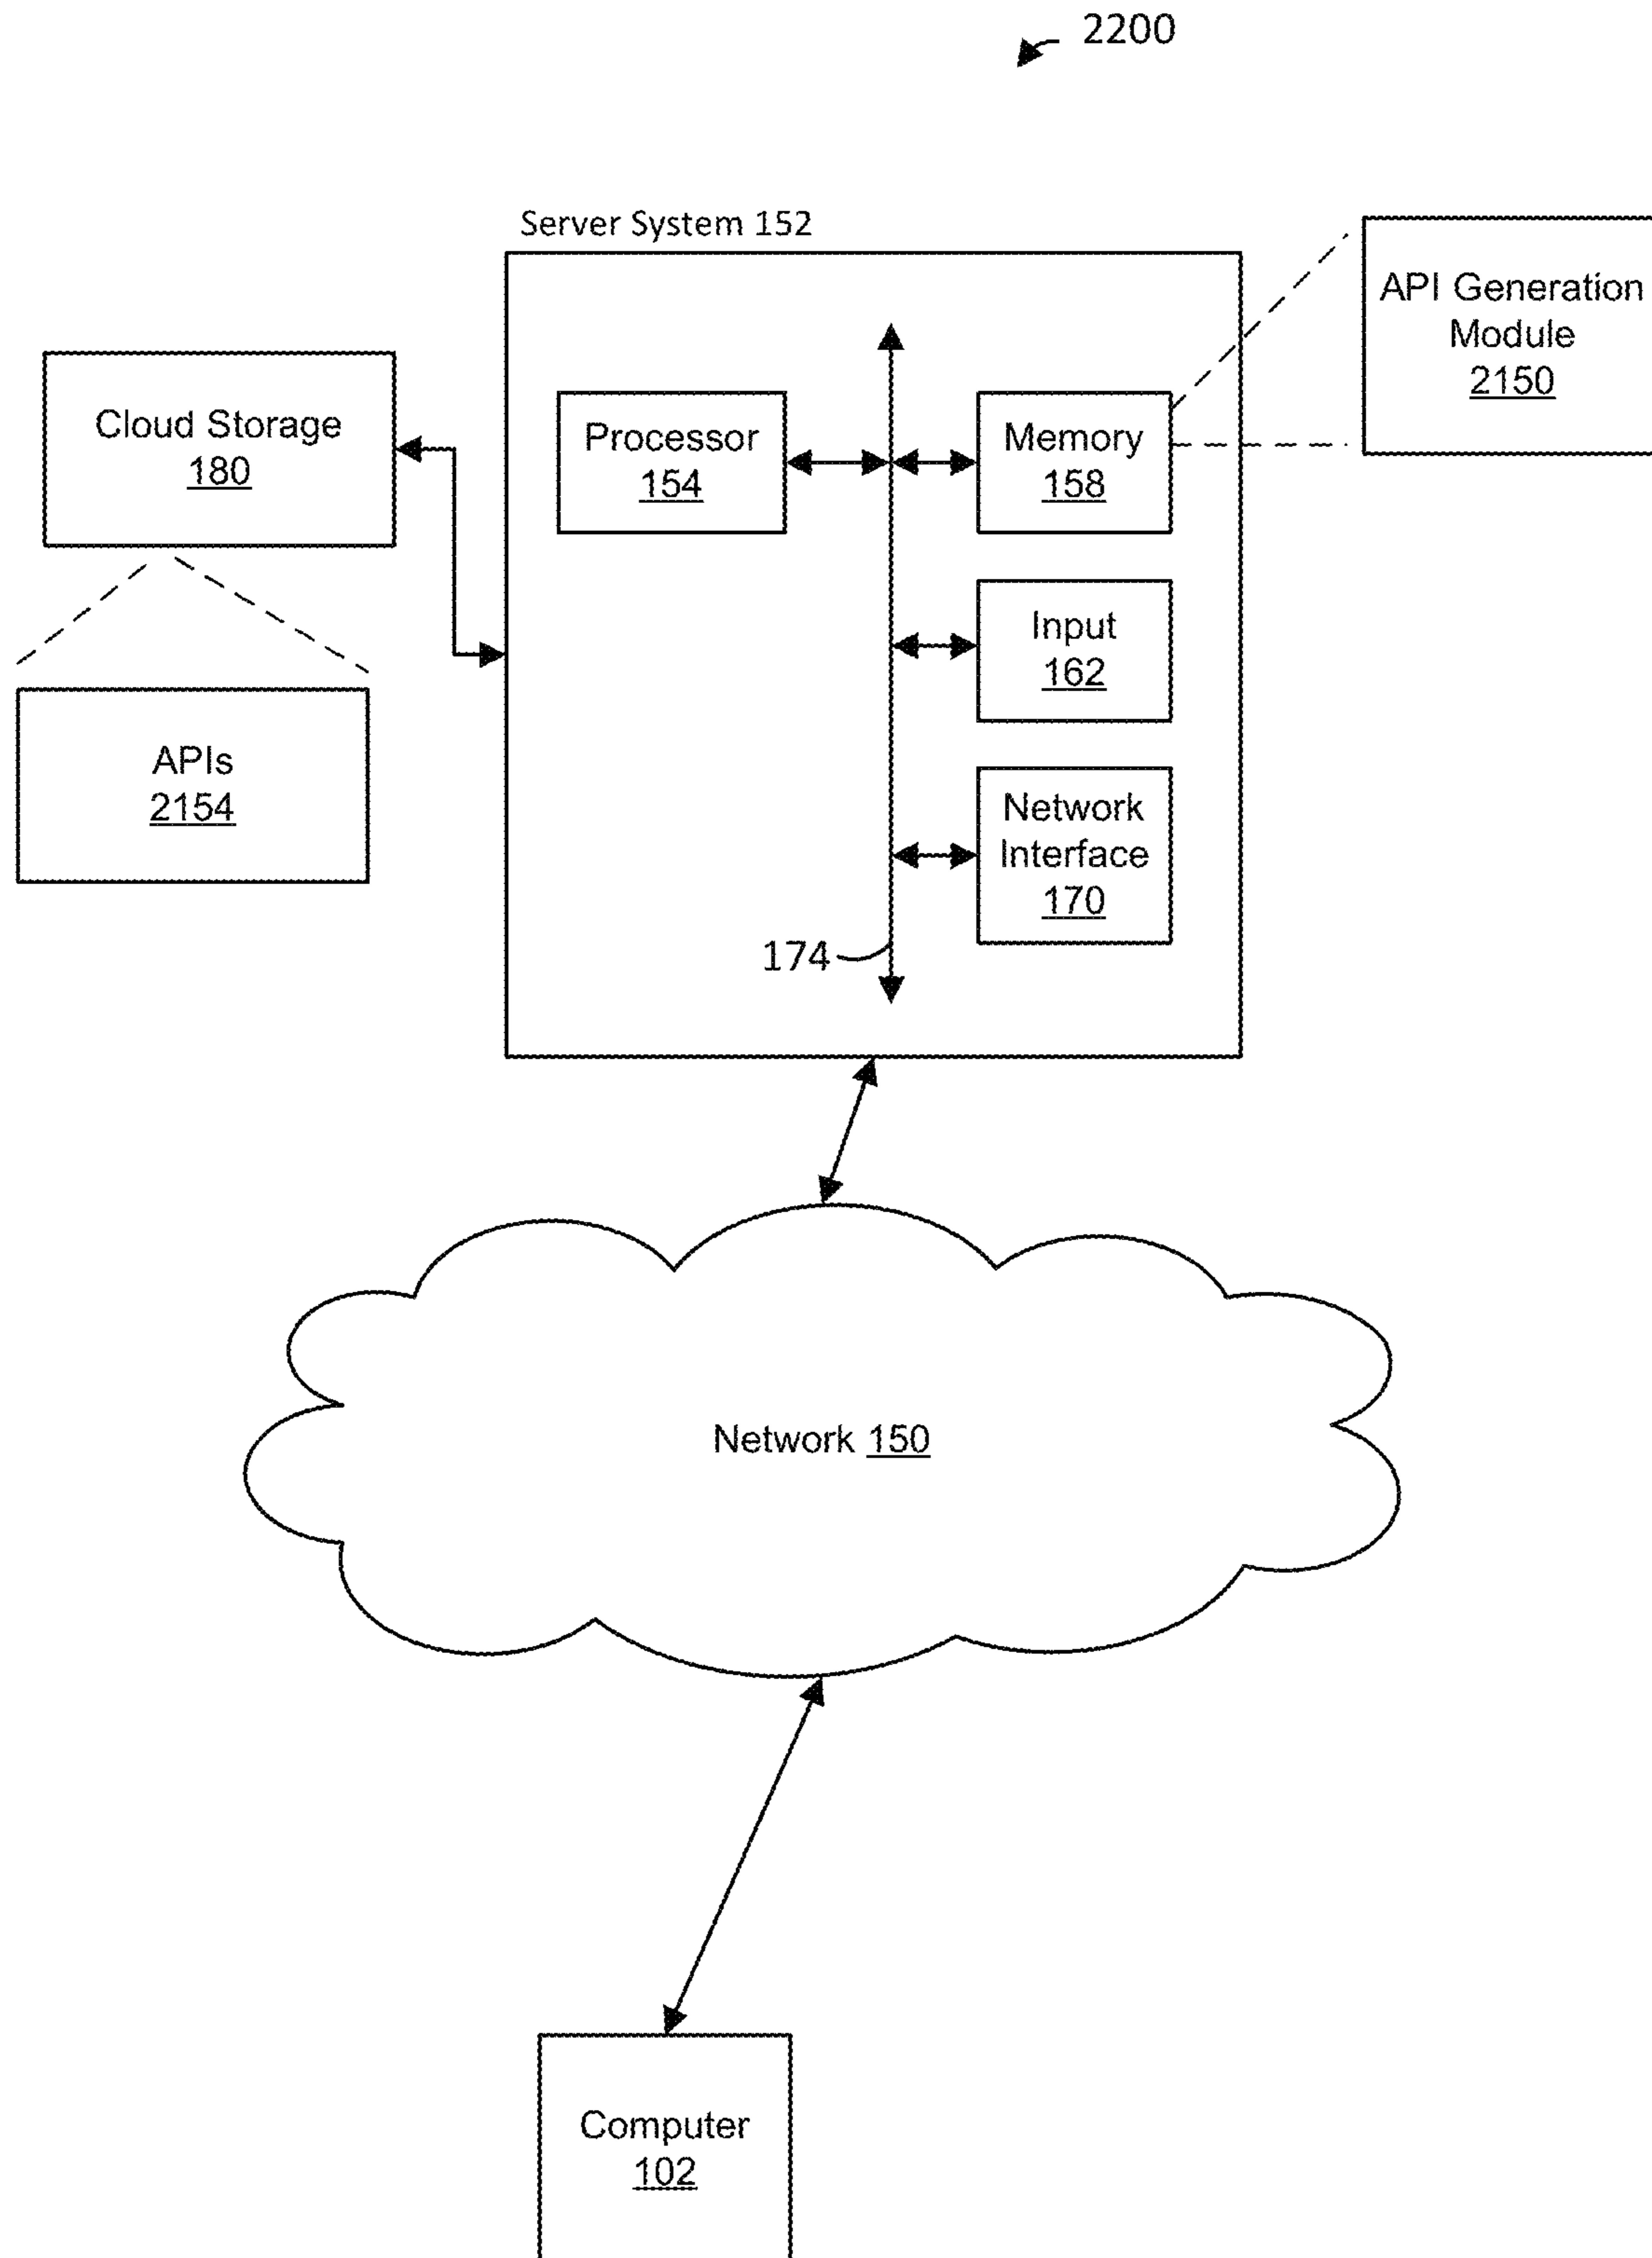 2200
Server System 152
API Generation
Module
2150
Cloud Storage
180
Processor
154
Memory
158
Input
162
APIs
2154
Network
Interface
170
174
Network 150
Computer
102